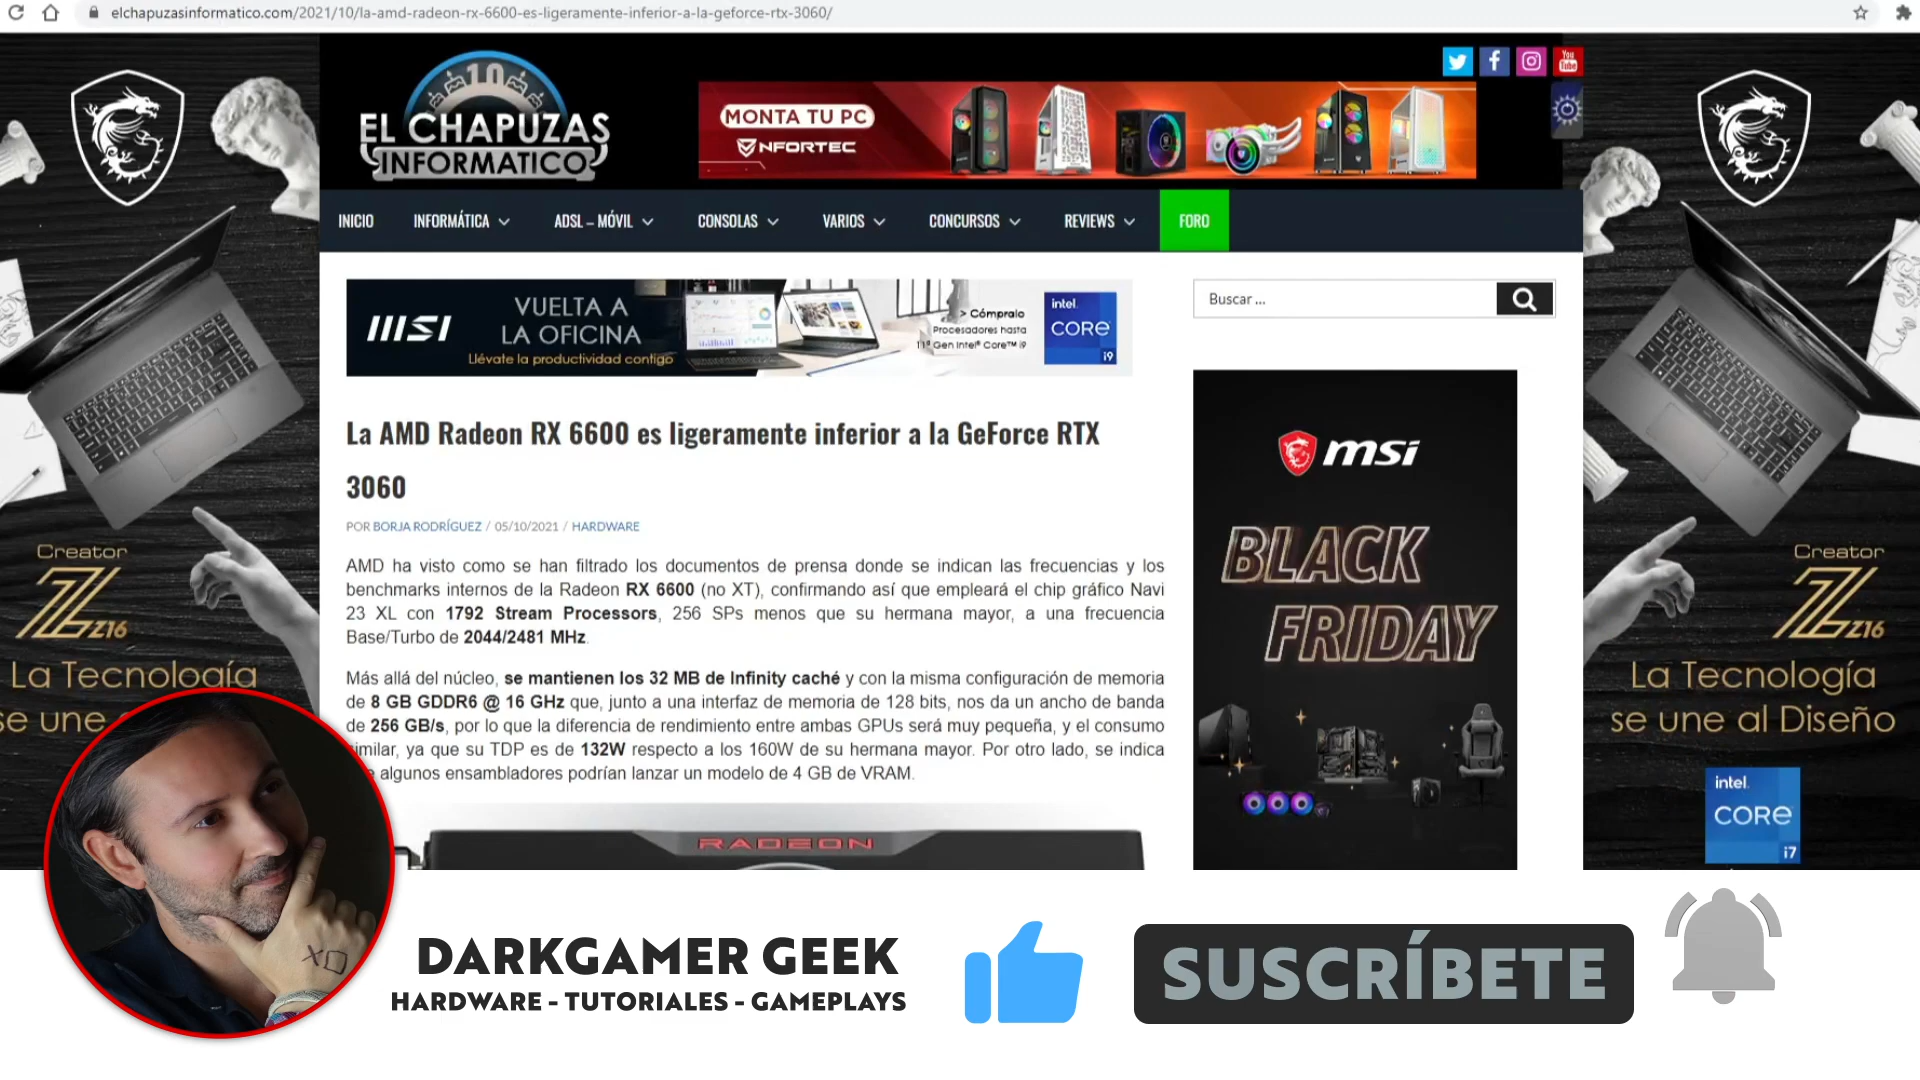 elchapuzasinformatico.com/2021/10/la-amd-radeon-rx-6600-es-ligeramente-inferior-a-la-geforce-rtx-3060/
10
EL CHAPUZAS
INFORMATICO
MONTA TU PC
NFORTEC
You
Tube
INICIO INFORMÁTICA ADSL – MÓVIL CONSOLAS VARIOS CONCURSOS REVIEWS FORO
msi
VUELTA A
LA OFICINA
Llévate la productividad contigo
> Cómpralo
Procesadores hasta
11ª Gen Intel® Core™ i9
intel.
CORE
i9
Buscar ...
La AMD Radeon RX 6600 es ligeramente inferior a la GeForce RTX
3060
POR BORJA RODRÍGUEZ / 05/10/2021 / HARDWARE
AMD ha visto como se han filtrado los documentos de prensa donde se indican las frecuencias y los
benchmarks internos de la Radeon RX 6600 (no XT), confirmando así que empleará el chip gráfico Navi
23 XL con 1792 Stream Processors, 256 SPs menos que su hermana mayor, a una frecuencia
Base/Turbo de 2044/2481 MHz.
Más allá del núcleo, se mantienen los 32 MB de Infinity caché y con la misma configuración de memoria
de 8 GB GDDR6 @ 16 GHz que, junto a una interfaz de memoria de 128 bits, nos da un ancho de banda
de 256 GB/s, por lo que la diferencia de rendimiento entre ambas GPUs será muy pequeña, y el consumo
similar, ya que su TDP es de 132W respecto a los 160W de su hermana mayor. Por otro lado, se indica
algunos ensambladores podrían lanzar un modelo de 4 GB de VRAM.
RADEON
msi
BLACK
FRIDAY
Creator
Z16
La Tecnología
se une
Creator
Z16
La Tecnología
se une al Diseño
intel.
CORE
i7
XO
DARKGAMER GEEK
HARDWARE - TUTORIALES - GAMEPLAYS
SUSCRÍBETE